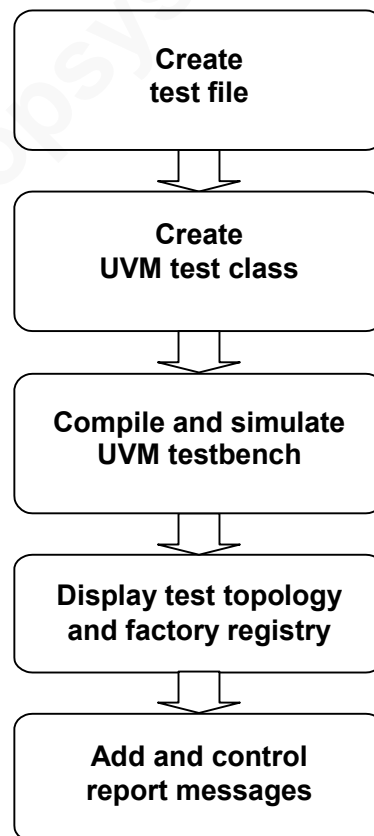 Create
test file
Create
UVM test class
Compile and simulate
UVM testbench
Display test topology
and factory registry
Add and control
report messages